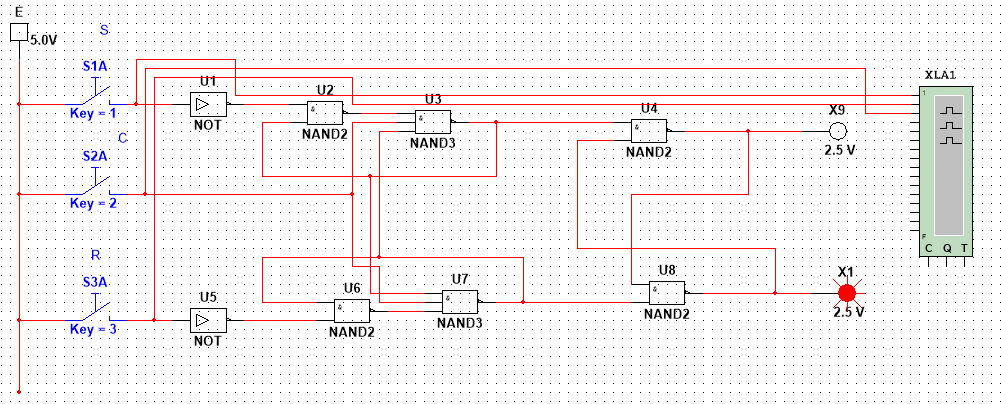 E
5.0V
S
S1A
Key = 1
U1
NOT
U2
&
NAND2
U3
&
NAND3
U4
&
NAND2
X9
2.5 V
XLA1
1
F
C Q T
C
S2A
Key = 2
R
S3A
Key = 3
U5
NOT
U6
&
NAND2
U7
&
NAND3
U8
&
NAND2
X1
2.5 V